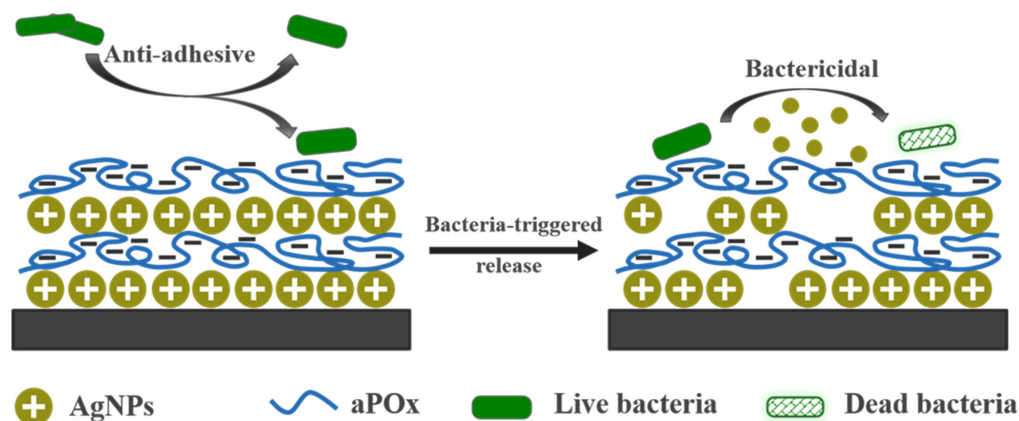 Anti-adhesive
Bactericidal
Bacteria-triggered
release
AgNPs
aPOx
Live bacteria
Dead bacteria